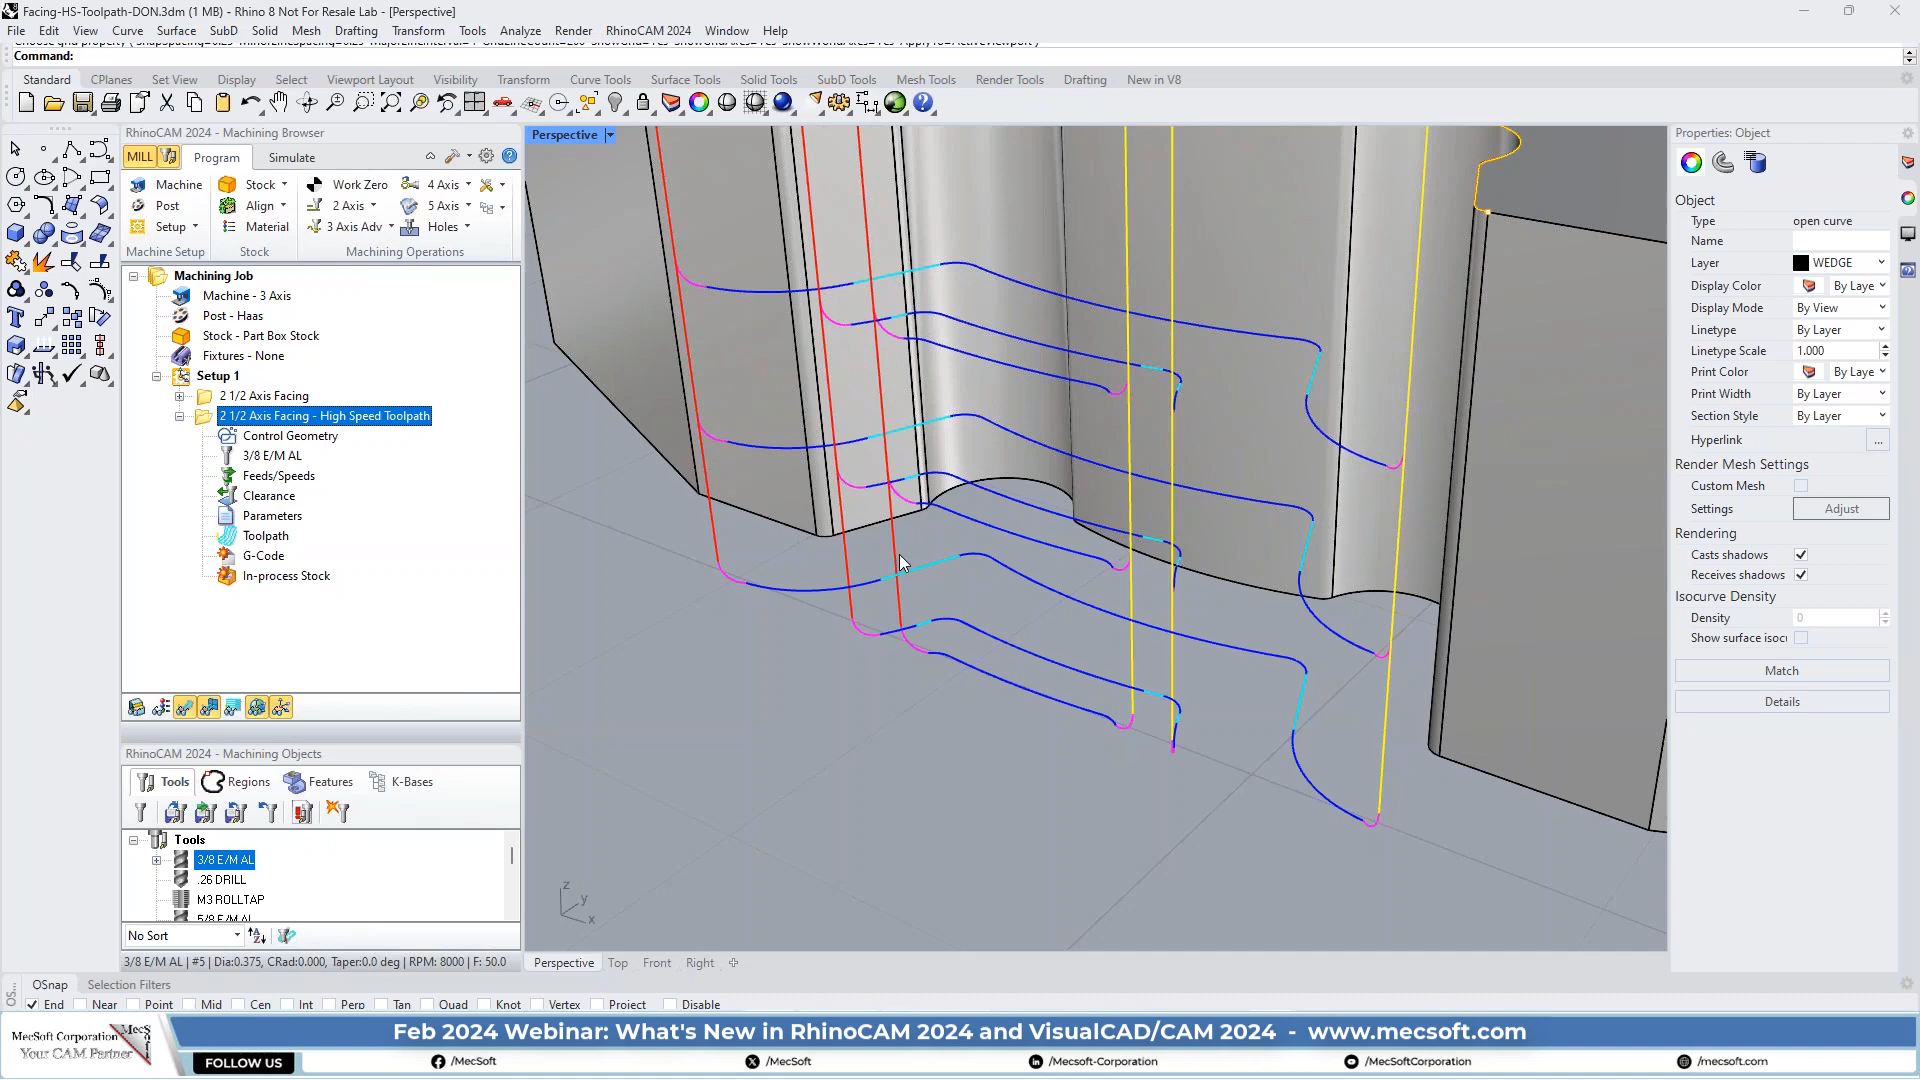 Facing-HS-Toolpath-DON.3dm (1 MB) - Rhino 8 Not For Resale Lab - [Perspective]
File Edit View Curve Surface SubD Solid Mesh Drafting Transform Tools Analyze Render RhinoCAM 2024 Window Help
Command:
Standard CPlanes Set View Display Select Viewport Layout Visibility Transform Curve Tools Surface Tools Solid Tools SubD Tools Mesh Tools Render Tools Drafting New in V8
RhinoCAM 2024 - Machining Browser
MILL Program Simulate
Machine Stock Work Zero 4 Axis
Post Align 2 Axis 5 Axis
Setup Material 3 Axis Adv Holes
Machine Setup Stock Machining Operations
Machining Job
Machine - 3 Axis
Post - Haas
Stock - Part Box Stock
Fixtures - None
Setup 1
2 1/2 Axis Facing
2 1/2 Axis Facing - High Speed Toolpath
Control Geometry
3/8 E/M AL
Feeds/Speeds
Clearance
Parameters
Toolpath
G-Code
In-process Stock
RhinoCAM 2024 - Machining Objects
Tools Regions Features K-Bases
Tools
3/8 E/M AL
.26 DRILL
M3 ROLLTAP
5/8 E/M AL
No Sort
3/8 E/M AL | #5 | Dia:0.375, CRad:0.000, Taper:0.0 deg | RPM: 8000 | F: 50.0
Perspective
z
y
x
Perspective Top Front Right
Properties: Object
Object
Type open curve
Name
Layer WEDGE
Display Color By Laye
Display Mode By View
Linetype By Layer
Linetype Scale 1.000
Print Color By Laye
Print Width By Layer
Section Style By Layer
Hyperlink ...
Render Mesh Settings
Custom Mesh
Settings Adjust
Rendering
Casts shadows
Receives shadows
Isocurve Density
Density 0
Show surface isoc
Match
Details
OSnap Selection Filters
End Near Point Mid Cen Int Perp Tan Quad Knot Vertex Project Disable
MecSoft Corporation
Your CAM Partner
MecSoft
Feb 2024 Webinar: What's New in RhinoCAM 2024 and VisualCAD/CAM 2024 - www.mecsoft.com
FOLLOW US /MecSoft /MecSoft /Mecsoft-Corporation /MecSoftCorporation /mecsoft.com